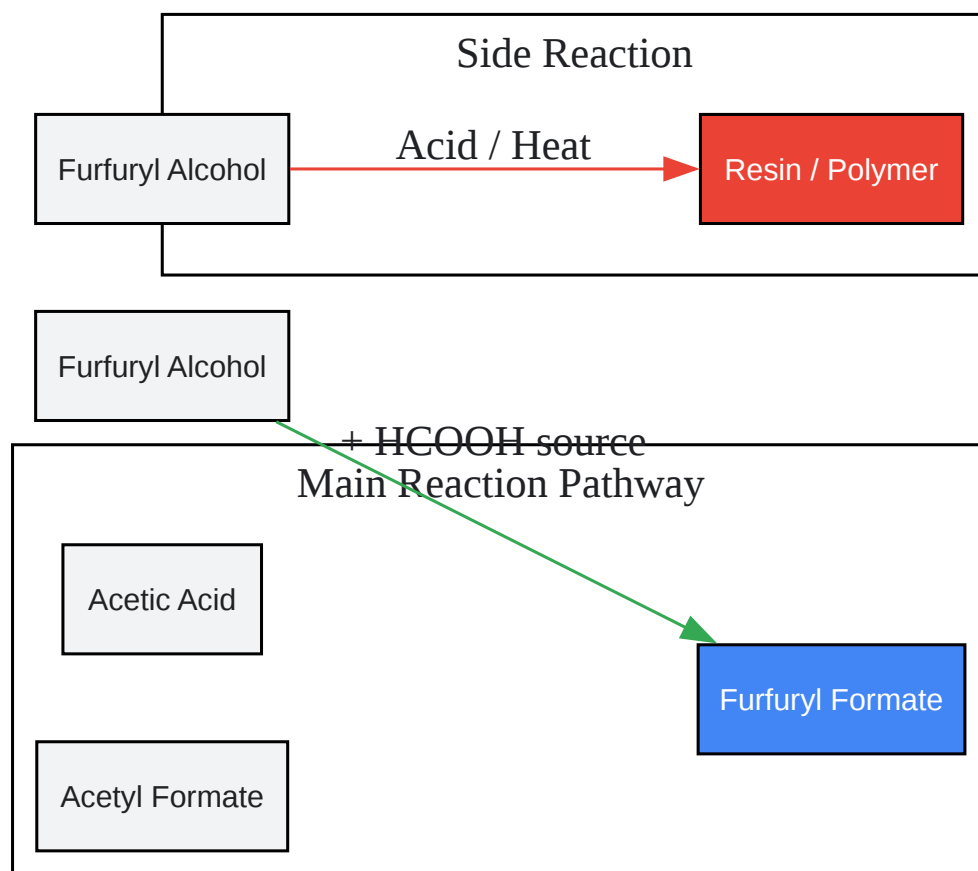 Side Reaction
Furfuryl Alcohol
Acid / Heat
Resin / Polymer
Furfuryl Alcohol
+ HCOOH source
Main Reaction Pathway
Acetic Acid
Furfuryl Formate
Acetyl Formate